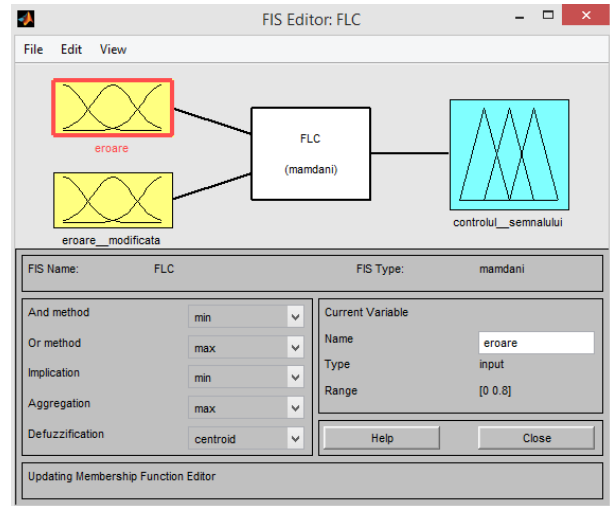 FIS Editor: FLC
File Edit View
eroare
FLC
(mamdani)
eroare__modificata
controlul__semnalului
FIS Name: FLC FIS Type: mamdani
And method min
Or method max
Implication min
Aggregation max
Defuzzification centroid
Current Variable
Name eroare
Type input
Range [0 0.8]
Help Close
Updating Membership Function Editor